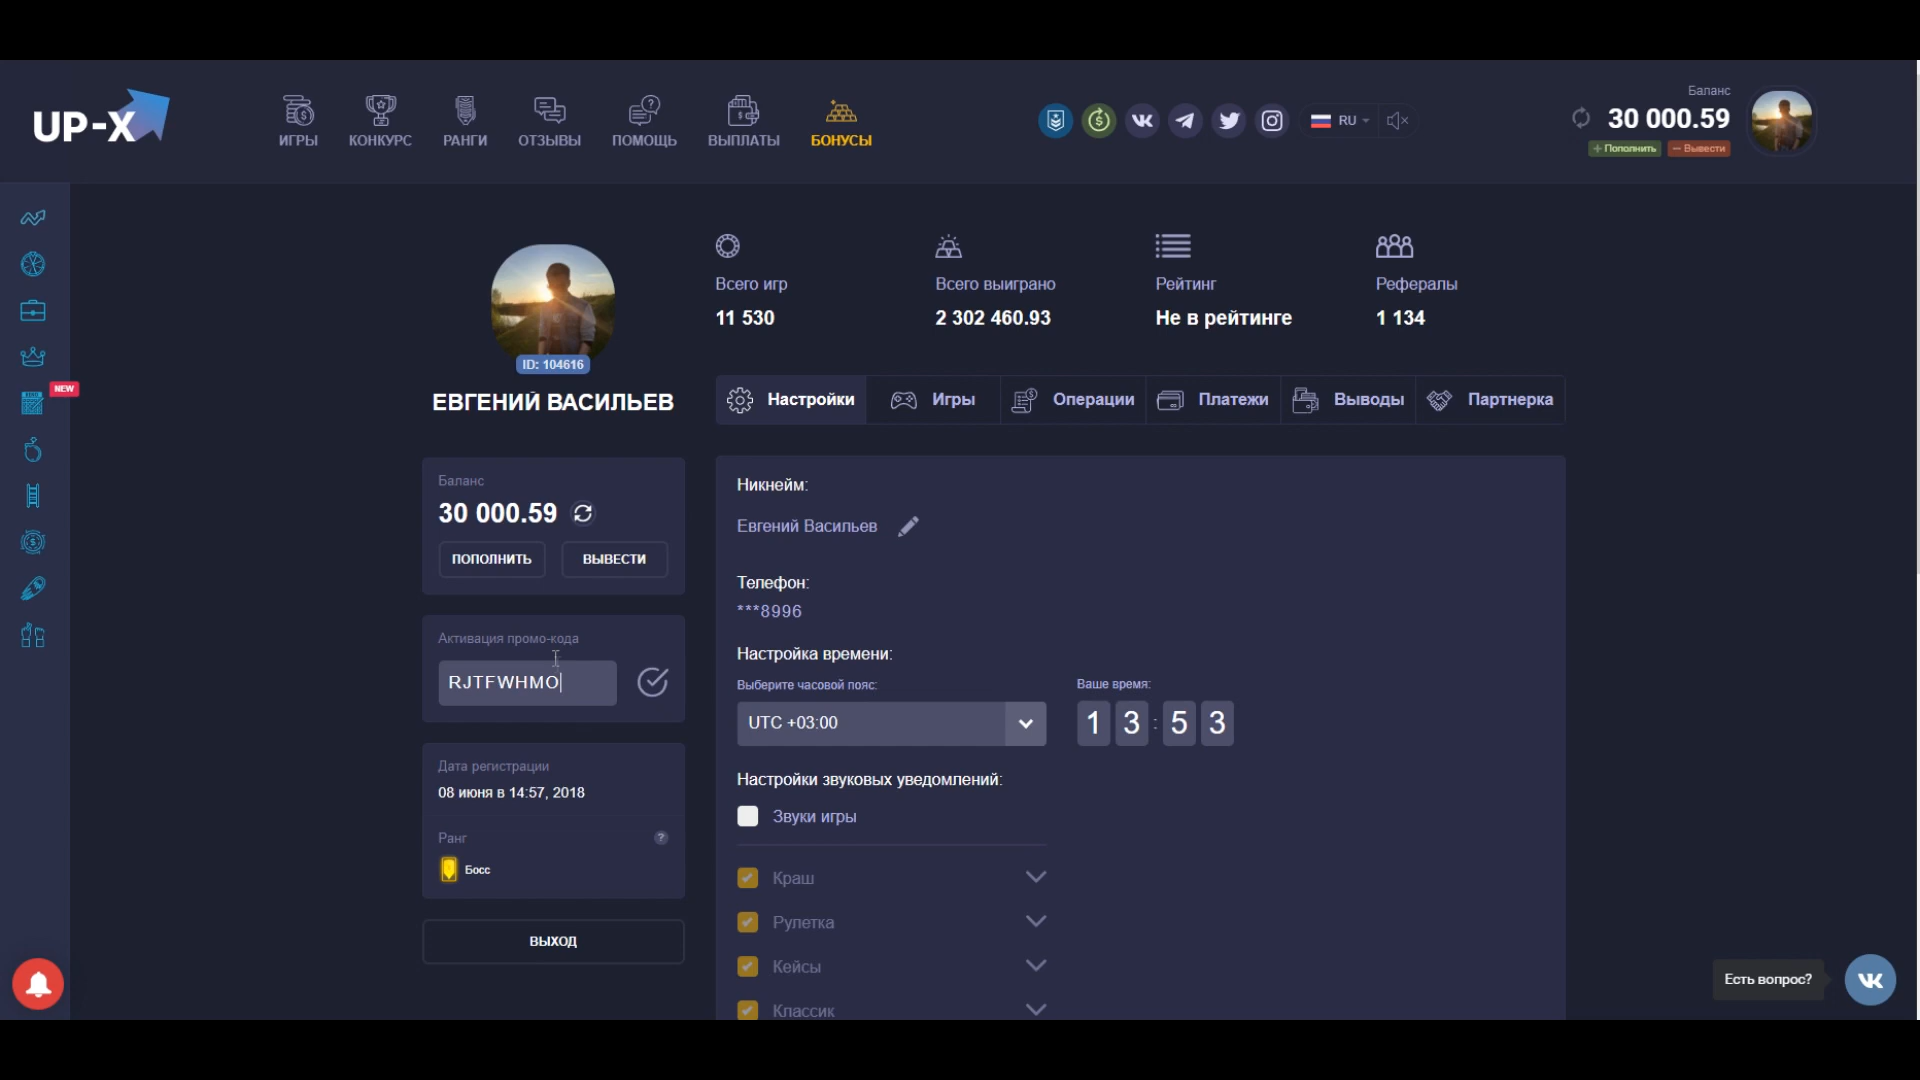 UP-X
ИГРЫ
КОНКУРС
РАНГИ
ОТЗЫВЫ
ПОМОЩЬ
ВЫПЛАТЫ
БОНУСЫ
RU
Баланс
30 000.59
+ Пополнить
− Вывести
NEW
ID: 104616
ЕВГЕНИЙ ВАСИЛЬЕВ
Всего игр
11 530
Всего выиграно
2 302 460.93
Рейтинг
Не в рейтинге
Рефералы
1 134
Настройки
Игры
Операции
Платежи
Выводы
Партнерка
Баланс
30 000.59
ПОПОЛНИТЬ
ВЫВЕСТИ
Активация промо-кода
RJTFWHMO
Дата регистрации
08 июня в 14:57, 2018
Ранг
?
Босс
ВЫХОД
Никнейм:
Евгений Васильев
Телефон:
***8996
Настройка времени:
Выберите часовой пояс:
UTC +03:00
Ваше время:
13:53
Настройки звуковых уведомлений:
Звуки игры
Краш
Рулетка
Кейсы
Классик
Есть вопрос?